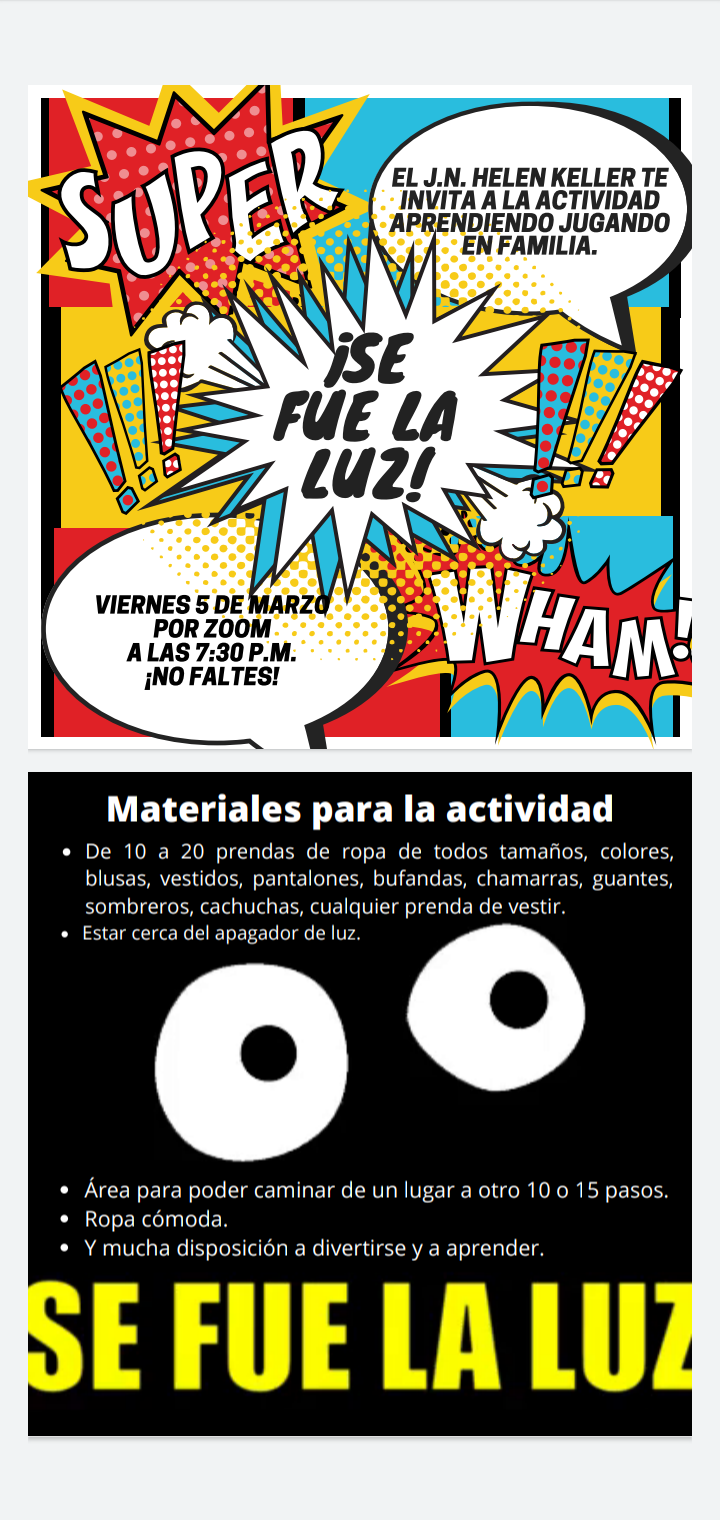 SUPER
EL J.N. HELEN KELLER TE
INVITA A LA ACTIVIDAD
APRENDIENDO JUGANDO
EN FAMILIA.
¡SE
FUE LA
LUZ!
!!! !!!
VIERNES 5 DE MARZO
POR ZOOM
A LAS 7:30 P.M.
¡NO FALTES!
WHAM!
Materiales para la actividad
• De 10 a 20 prendas de ropa de todos tamaños, colores,
blusas, vestidos, pantalones, bufandas, chamarras, guantes,
sombreros, cachuchas, cualquier prenda de vestir.
• Estar cerca del apagador de luz.
• Área para poder caminar de un lugar a otro 10 o 15 pasos.
• Ropa cómoda.
• Y mucha disposición a divertirse y a aprender.
SE FUE LA LUZ